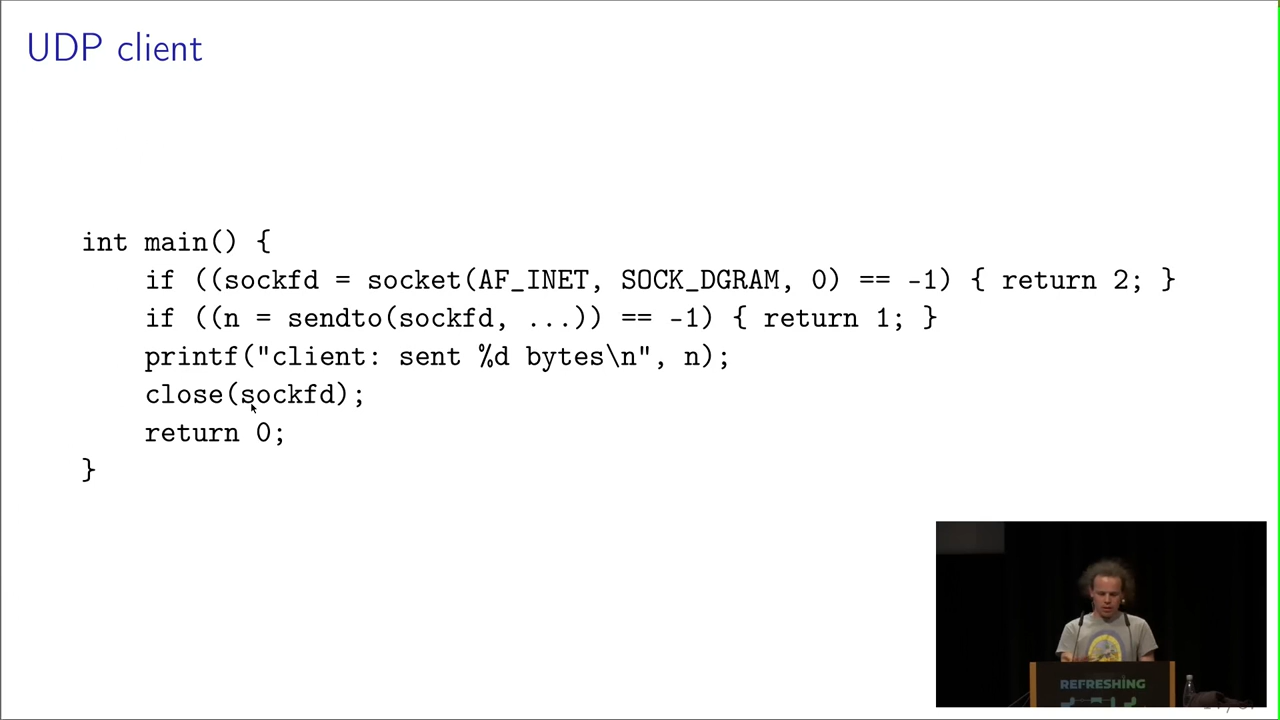 UDP client
int main() {
if ((sockfd = socket(AF_INET, SOCK_DGRAM, 0) == -1) { return 2; }
if ((n = sendto(sockfd, ...)) == -1) { return 1; }
printf("client: sent %d bytes\n", n);
close(sockfd);
return 0;
}
REFRESHING